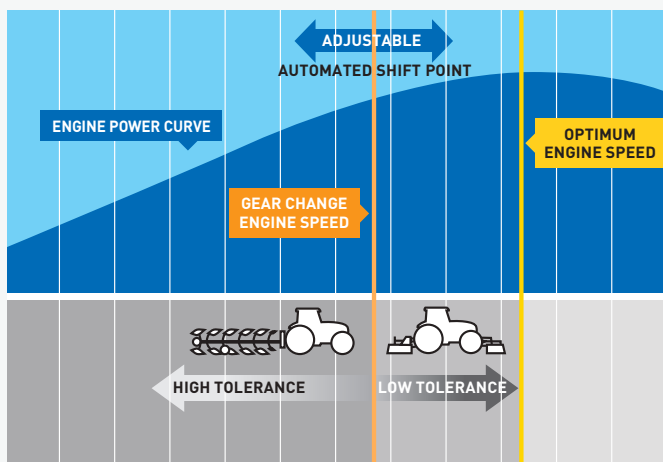 ADJUSTABLE
AUTOMATED SHIFT POINT
ENGINE POWER CURVE
OPTIMUM
ENGINE SPEED
GEAR CHANGE
ENGINE SPEED
HIGH TOLERANCE
LOW TOLERANCE